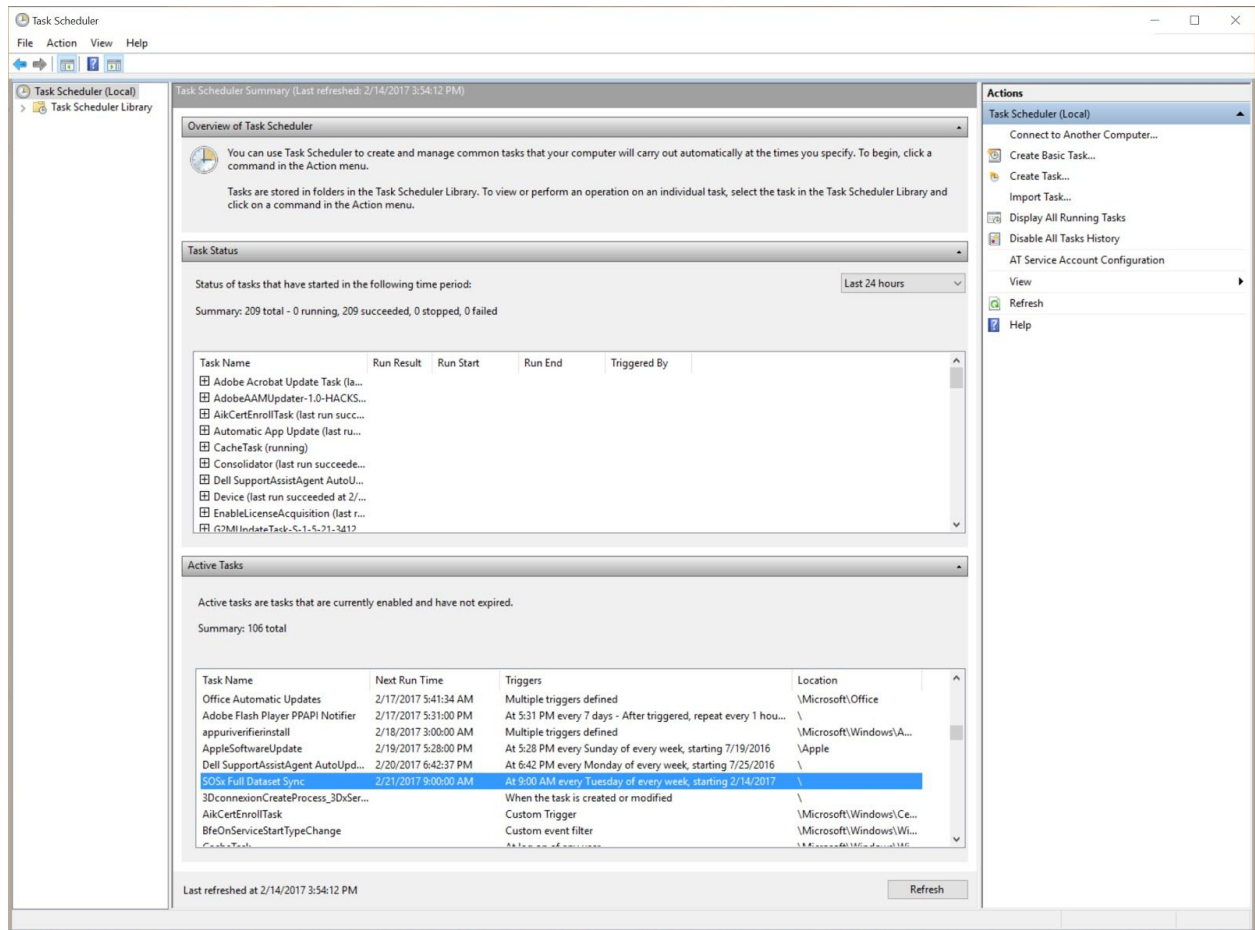 Task Scheduler
File Action View Help
Task Scheduler (Local)
Task Scheduler Library
Task Scheduler Summary (Last refreshed: 2/14/2017 3:54:12 PM)
Overview of Task Scheduler
You can use Task Scheduler to create and manage common tasks that your computer will carry out automatically at the times you specify. To begin, click a
command in the Action menu.
Tasks are stored in folders in the Task Scheduler Library. To view or perform an operation on an individual task, select the task in the Task Scheduler Library and
click on a command in the Action menu.
Task Status
Status of tasks that have started in the following time period: Last 24 hours
Summary: 209 total - 0 running, 209 succeeded, 0 stopped, 0 failed
Task Name Run Result Run Start Run End Triggered By
Adobe Acrobat Update Task (la...
AdobeAAMUpdater-1.0-HACKS...
AikCertEnrollTask (last run succ...
Automatic App Update (last ru...
CacheTask (running)
Consolidator (last run succeede...
Dell SupportAssistAgent AutoU...
Device (last run succeeded at 2/...
EnableLicenseAcquisition (last r...
G2MUpdateTask-S-1-5-21-3412
Active Tasks
Active tasks are tasks that are currently enabled and have not expired.
Summary: 106 total
Task Name Next Run Time Triggers Location
Office Automatic Updates 2/17/2017 5:41:34 AM Multiple triggers defined \Microsoft\Office
Adobe Flash Player PPAPI Notifier 2/17/2017 5:31:00 PM At 5:31 PM every 7 days - After triggered, repeat every 1 hou... \
appuriverifierinstall 2/18/2017 3:00:00 AM Multiple triggers defined \Microsoft\Windows\A...
AppleSoftwareUpdate 2/19/2017 5:28:00 PM At 5:28 PM every Sunday of every week, starting 7/19/2016 \Apple
Dell SupportAssistAgent AutoUpd... 2/20/2017 6:42:37 PM At 6:42 PM every Monday of every week, starting 7/25/2016 \
SOSx Full Dataset Sync 2/21/2017 9:00:00 AM At 9:00 AM every Tuesday of every week, starting 2/14/2017 \
3DconnexionCreateProcess_3DxSer... When the task is created or modified \
AikCertEnrollTask Custom Trigger \Microsoft\Windows\Ce...
BfeOnServiceStartTypeChange Custom event filter \Microsoft\Windows\Wi...
CacheTask At log on of any user \Microsoft\Windows\Wi...
Last refreshed at 2/14/2017 3:54:12 PM Refresh
Actions
Task Scheduler (Local)
Connect to Another Computer...
Create Basic Task...
Create Task...
Import Task...
Display All Running Tasks
Disable All Tasks History
AT Service Account Configuration
View
Refresh
Help